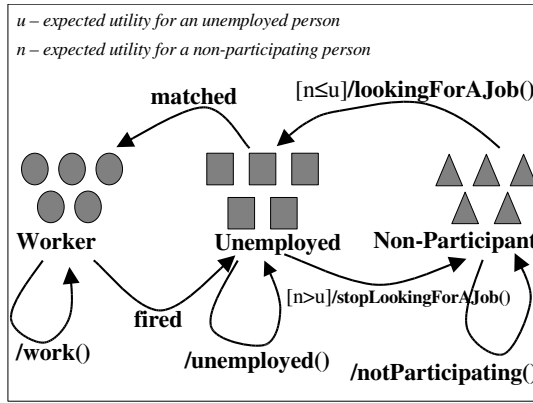 u – expected utility for an unemployed person
n – expected utility for a non-participating person
matched
[n≤u]/lookingForAJob()
Worker
Unemployed
Non-Participant
[n>u]/stopLookingForAJob()
fired
/work()
/unemployed()
/notParticipating()